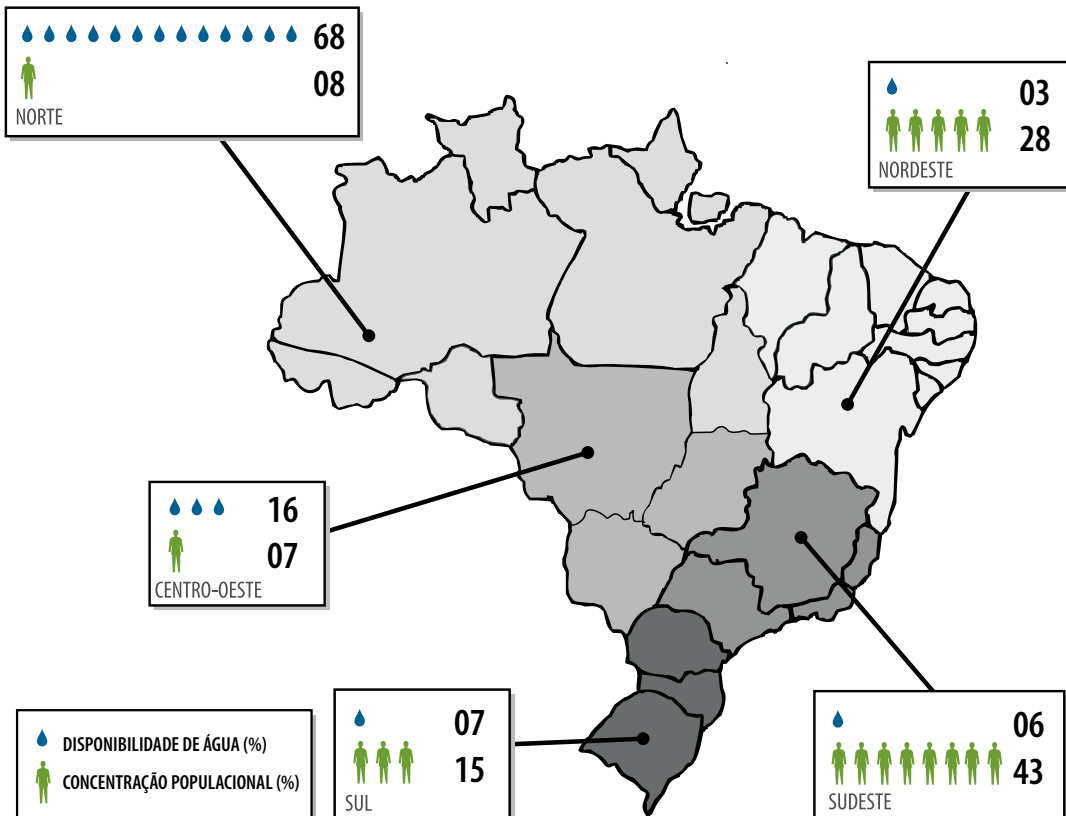 68
08
NORTE
03
28
NORDESTE
16
07
CENTRO-OESTE
07
15
SUL
06
43
SUDESTE
DISPONIBILIDADE DE ÁGUA (%)
CONCENTRAÇÃO POPULACIONAL (%)